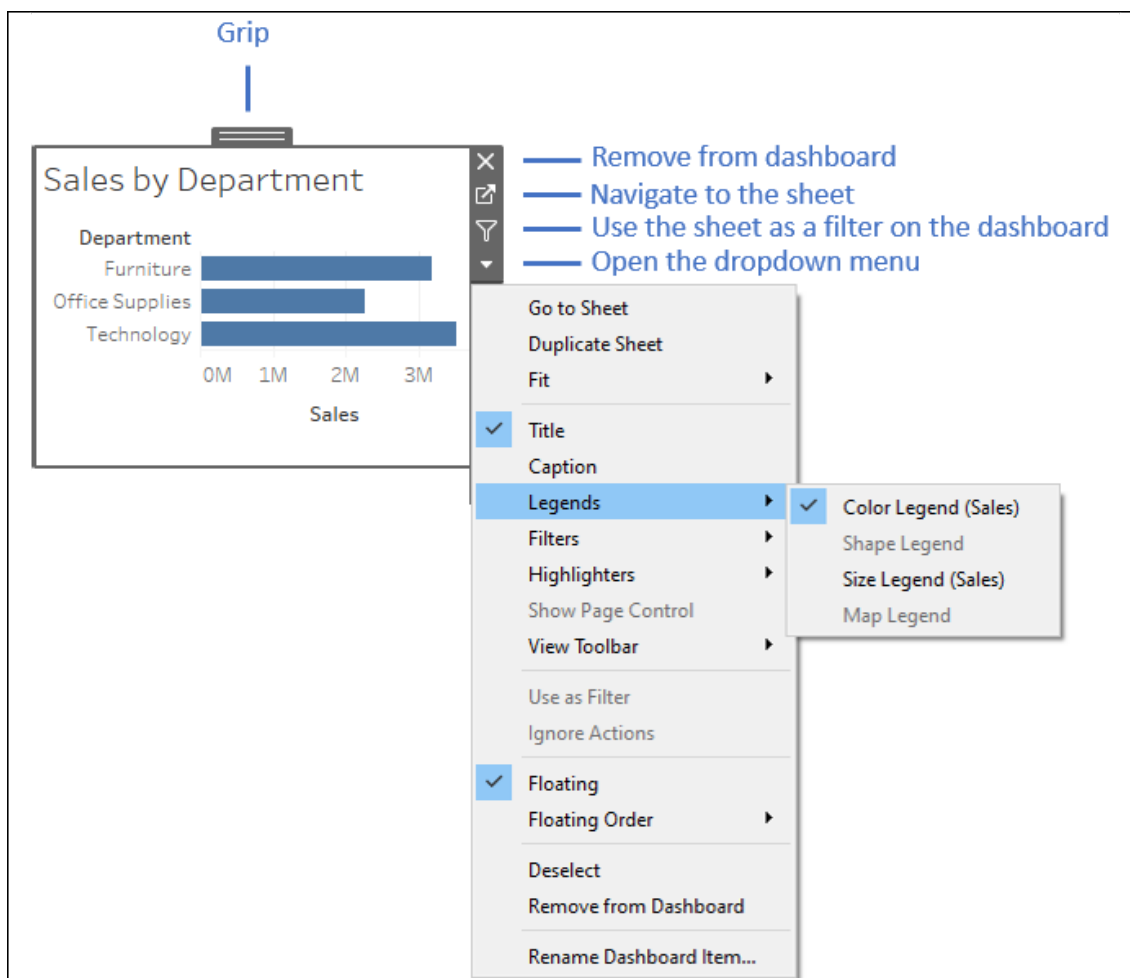 Grip
Remove from dashboard
Navigate to the sheet
Use the sheet as a filter on the dashboard
Open the dropdown menu
Sales by Department
Department
Furniture
Office Supplies
Technology
0M 1M 2M 3M
Sales
Go to Sheet
Duplicate Sheet
Fit
Title
Caption
Legends
Filters
Highlighters
Show Page Control
View Toolbar
Use as Filter
Ignore Actions
Floating
Floating Order
Deselect
Remove from Dashboard
Rename Dashboard Item...
Color Legend (Sales)
Shape Legend
Size Legend (Sales)
Map Legend